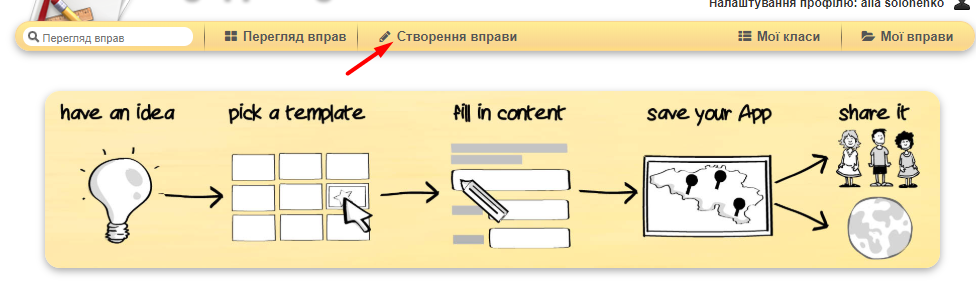 Налаштування профілю: alla solonenko
Перегляд вправ
Перегляд вправ
Створення вправи
Мої класи
Мої вправи
have an idea
pick a template
fill in content
save your App
share it